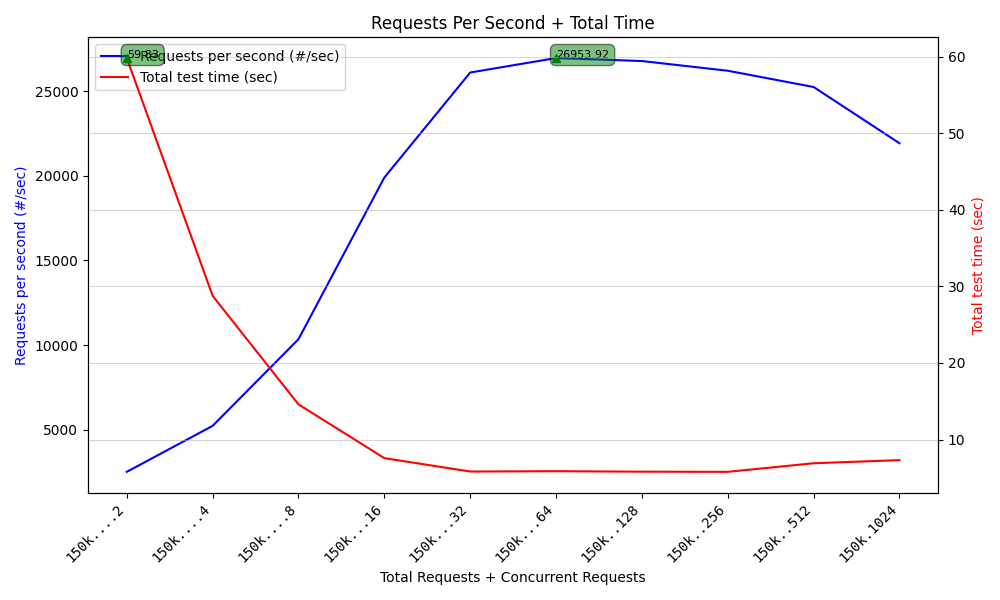 Requests Per Second + Total Time
Requests per second (#/sec)
Total test time (sec)
59.83
26953.92
Requests per second (#/sec)
25000
20000
15000
10000
5000
60
50
40
30
20
10
Total test time (sec)
150k....2
150k....4
150k....8
150k...16
150k...32
150k...64
150k..128
150k..256
150k..512
150k.1024
Total Requests + Concurrent Requests